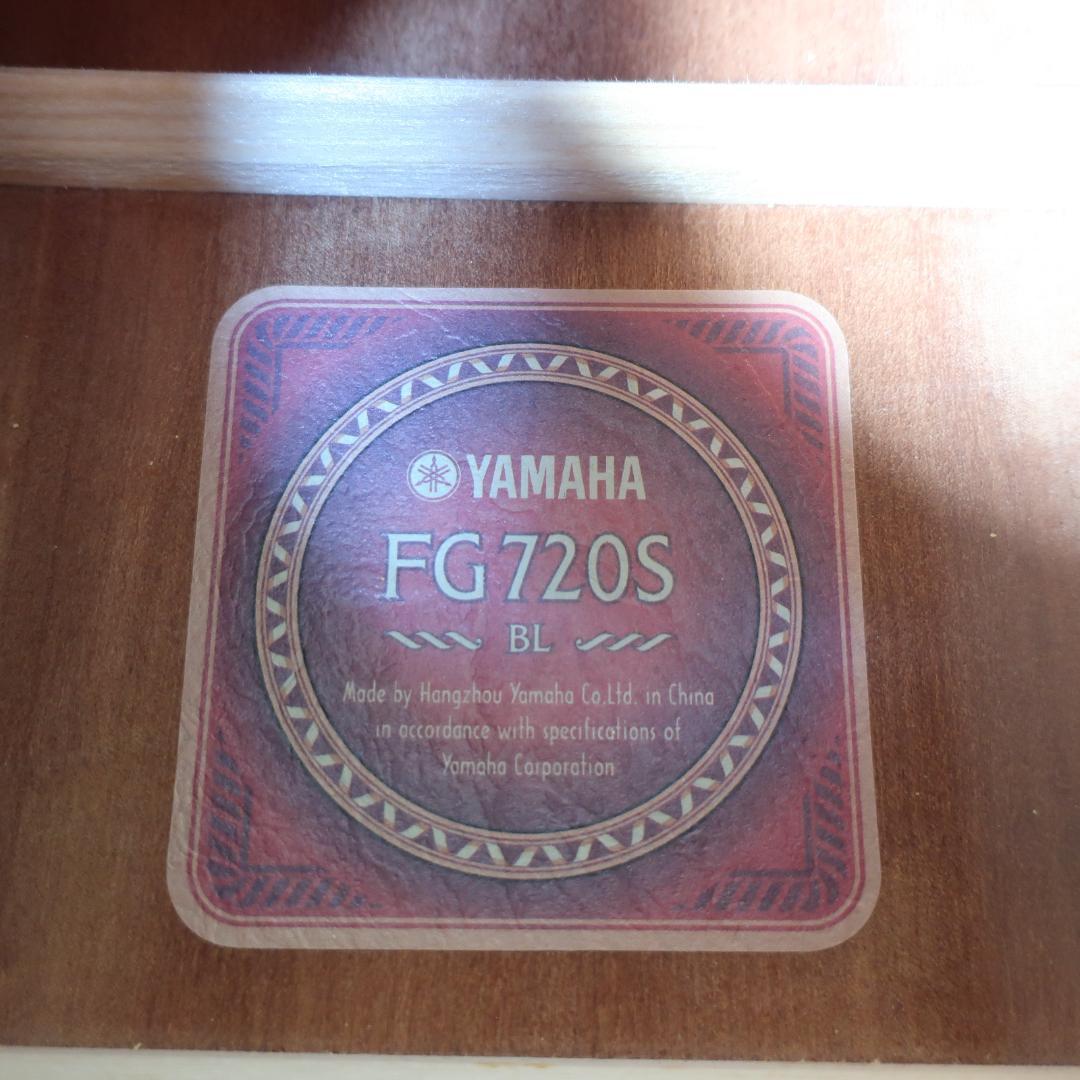 YAMAHA
FG720S
BL
Made by Hangzhou Yamaha Co.,Ltd. in China
in accordance with specifications of
Yamaha Corporation